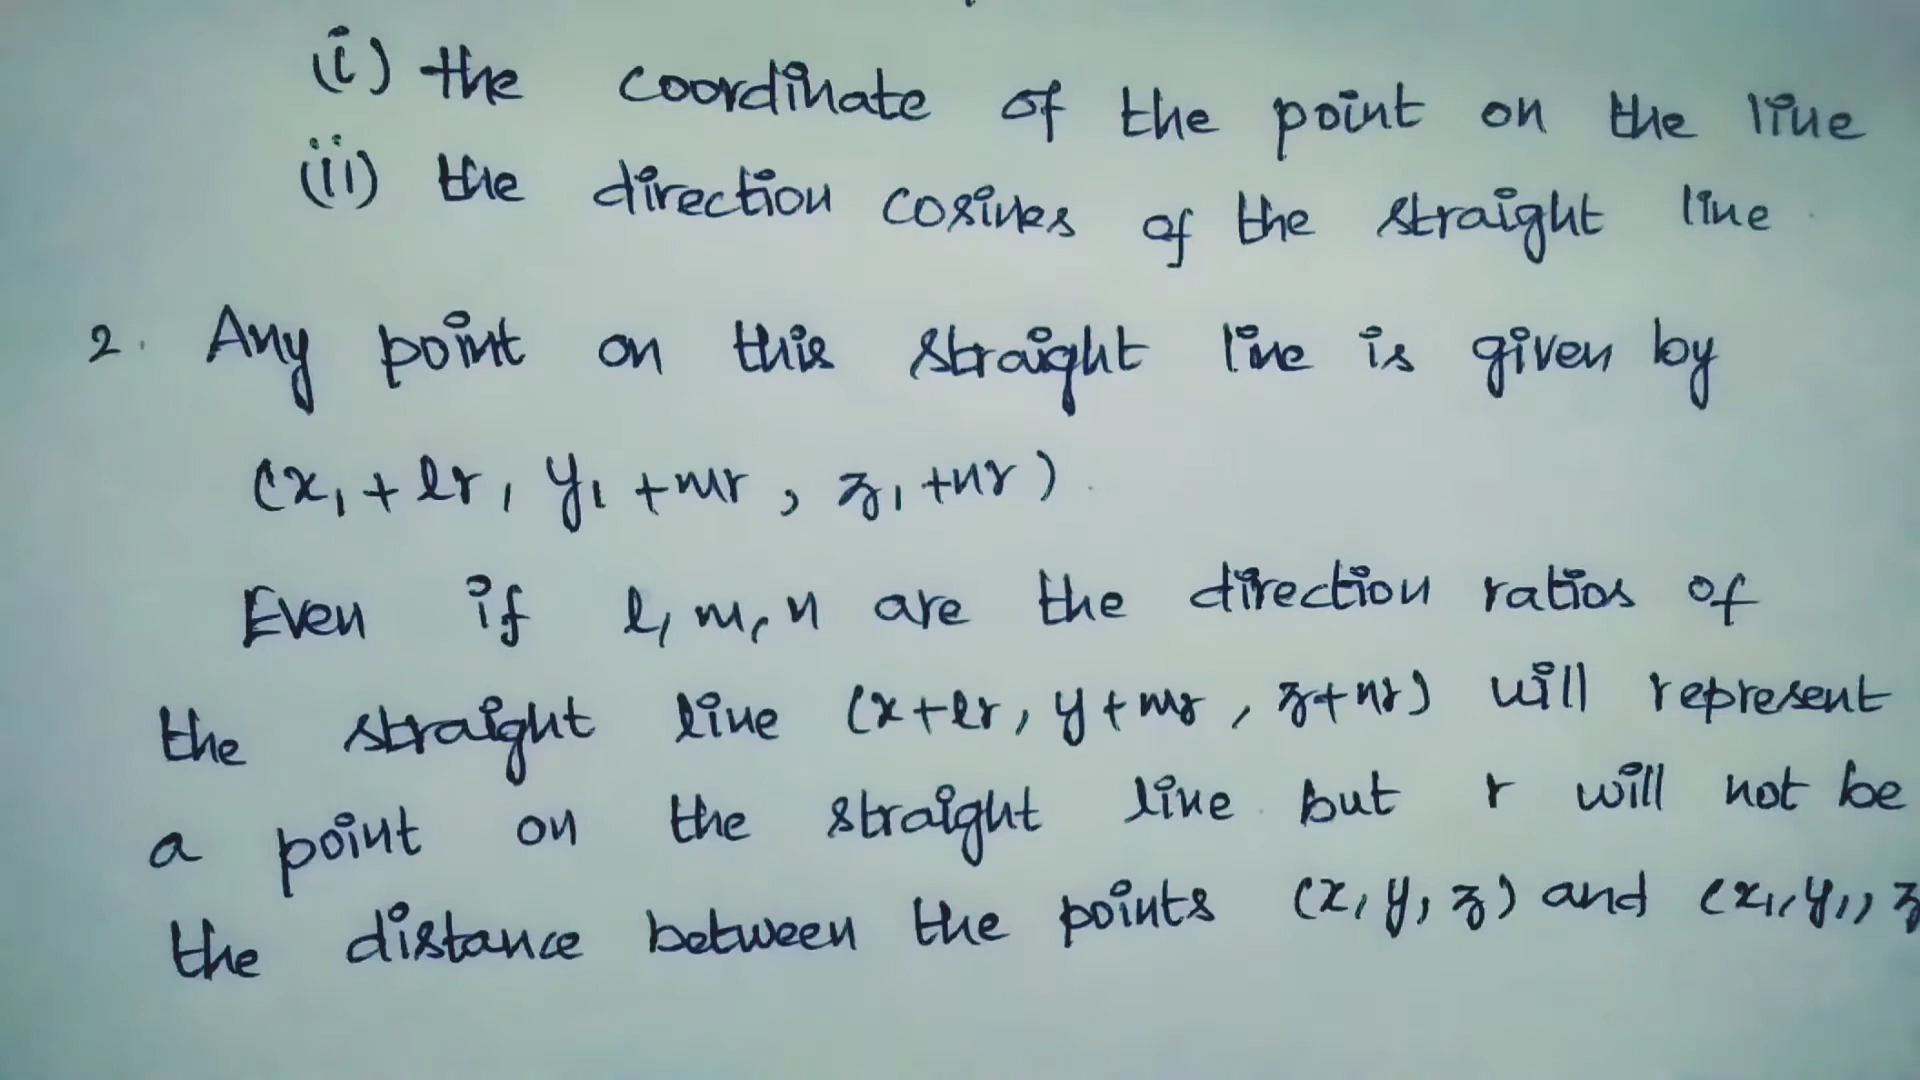 (i) the coordinate of the point on the line
(ii) the direction cosines of the straight line
2. Any point on this straight line is given by
(x₁ + lr, y₁ + mr, z₁ + nr)
Even if l, m, n are the direction ratios of
the straight line (x+lr, y+mr, z+nr) will represent
a point on the straight line but r will not be
the distance between the points (x, y, z) and (x₁, y₁, z